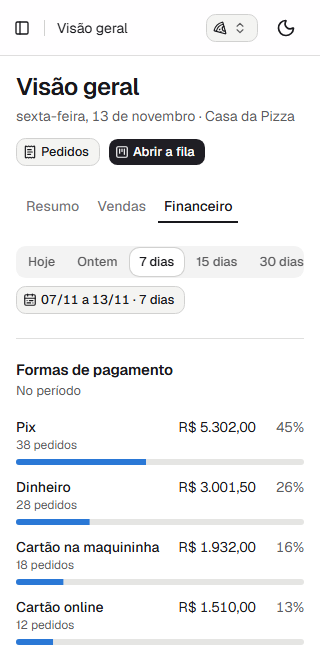 Visão geral
Visão geral
sexta-feira, 13 de novembro · Casa da Pizza
Pedidos
Abrir a fila
Resumo Vendas Financeiro
Hoje Ontem 7 dias 15 dias 30 dias
07/11 a 13/11 · 7 dias
Formas de pagamento
No período
Pix R$ 5.302,00 45%
38 pedidos
Dinheiro R$ 3.001,50 26%
28 pedidos
Cartão na maquininha R$ 1.932,00 16%
18 pedidos
Cartão online R$ 1.510,00 13%
12 pedidos